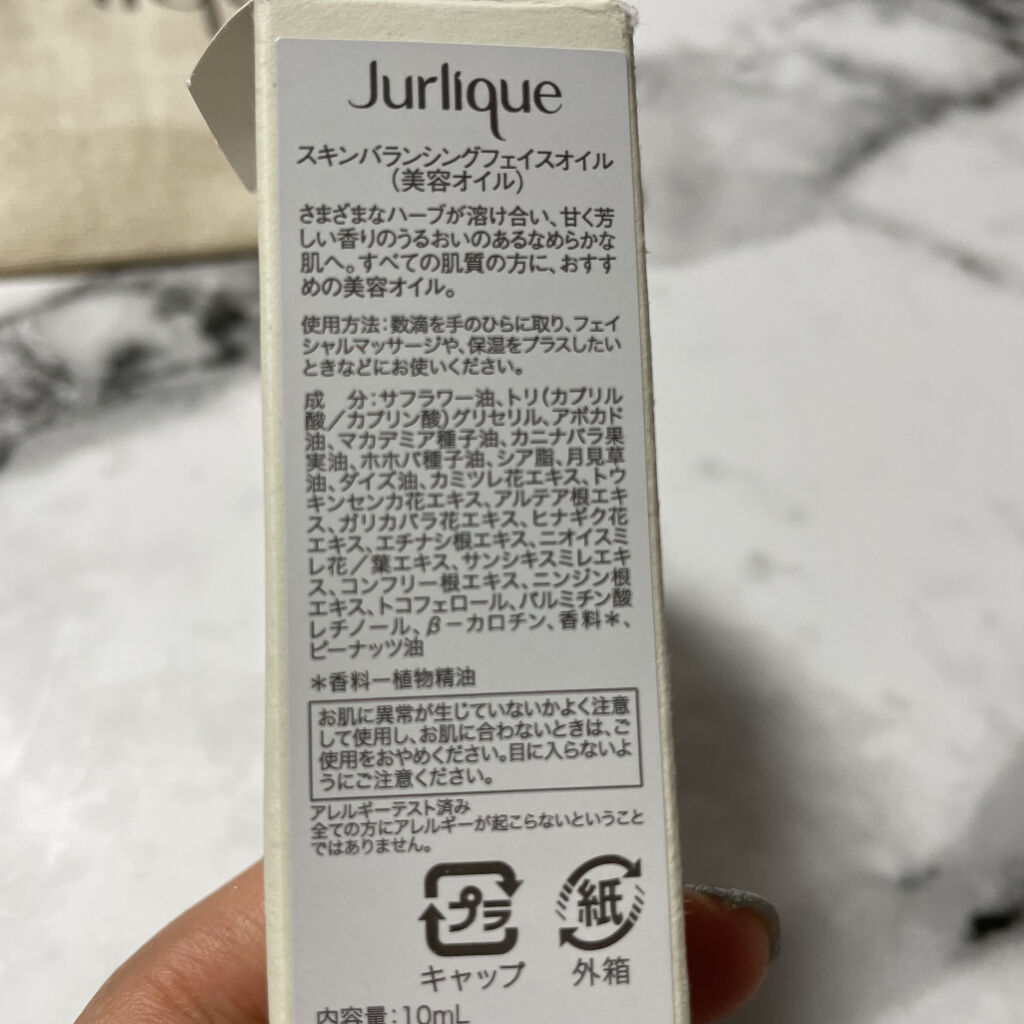 Jurlique
スキンバランシングフェイスオイル
(美容オイル)
さまざまなハーブが溶け合い、甘く芳
しい香りのうるおいのあるなめらかな
肌へ。すべての肌質の方に、おすす
めの美容オイル。
使用方法:数滴を手のひらに取り、フェイ
シャルマッサージや、保湿をプラスしたい
ときなどにお使いください。
成　分:サフラワー油、トリ(カプリル
酸/カプリン酸)グリセリル、アボカド
油、マカデミア種子油、カニナバラ果
実油、ホホバ種子油、シア脂、月見草
油、ダイズ油、カミツレ花エキス、トウ
キンセンカ花エキス、アルテア根エキ
ス、ガリカバラ花エキス、ヒナギク花
エキス、エチナシ根エキス、ニオイスミ
レ花/葉エキス、サンシキスミレエキ
ス、コンフリー根エキス、ニンジン根
エキス、トコフェロール、パルミチン酸
レチノール、β-カロチン、香料*、
ピーナッツ油
*香料-植物精油
お肌に異常が生じていないかよく注意
して使用し、お肌に合わないときは、ご
使用をおやめください。目に入らないよ
うにご注意ください。
アレルギーテスト済み
全ての方にアレルギーが起こらないということ
ではありません。
プラ 紙
キャップ 外箱
内容量:10mL